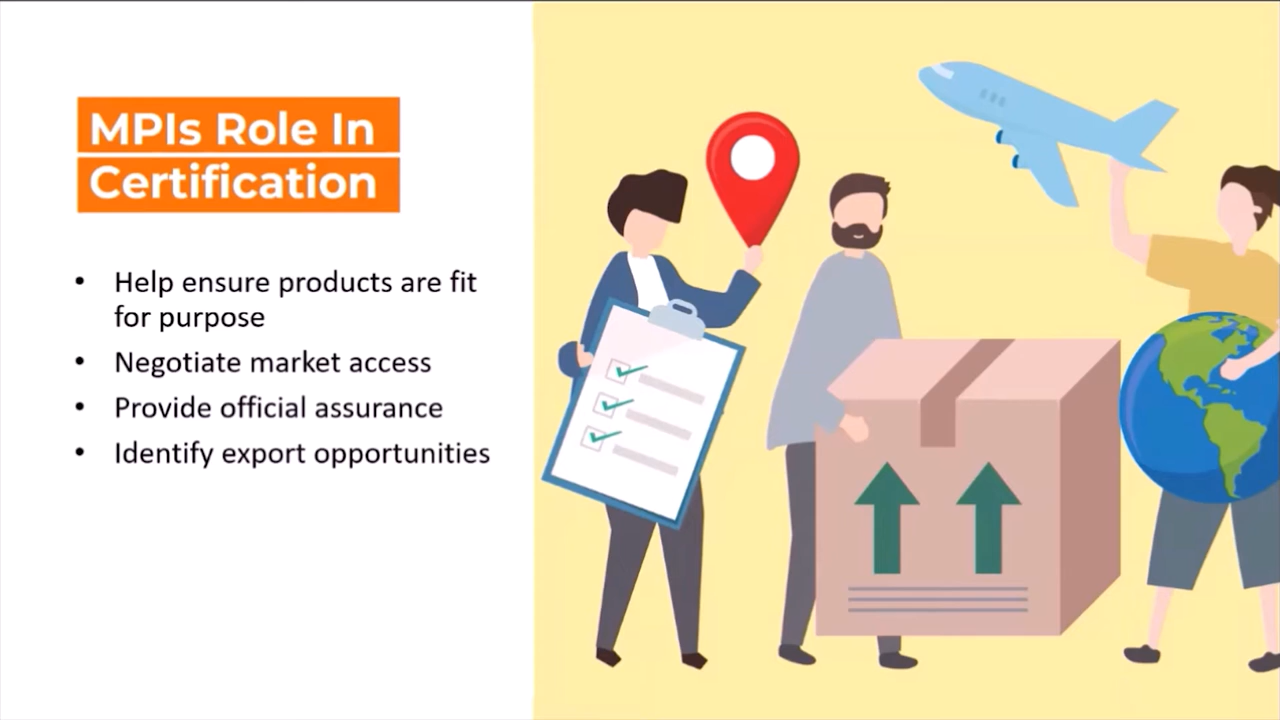 MPIs Role In
Certification
• Help ensure products are fit
for purpose
• Negotiate market access
• Provide official assurance
• Identify export opportunities